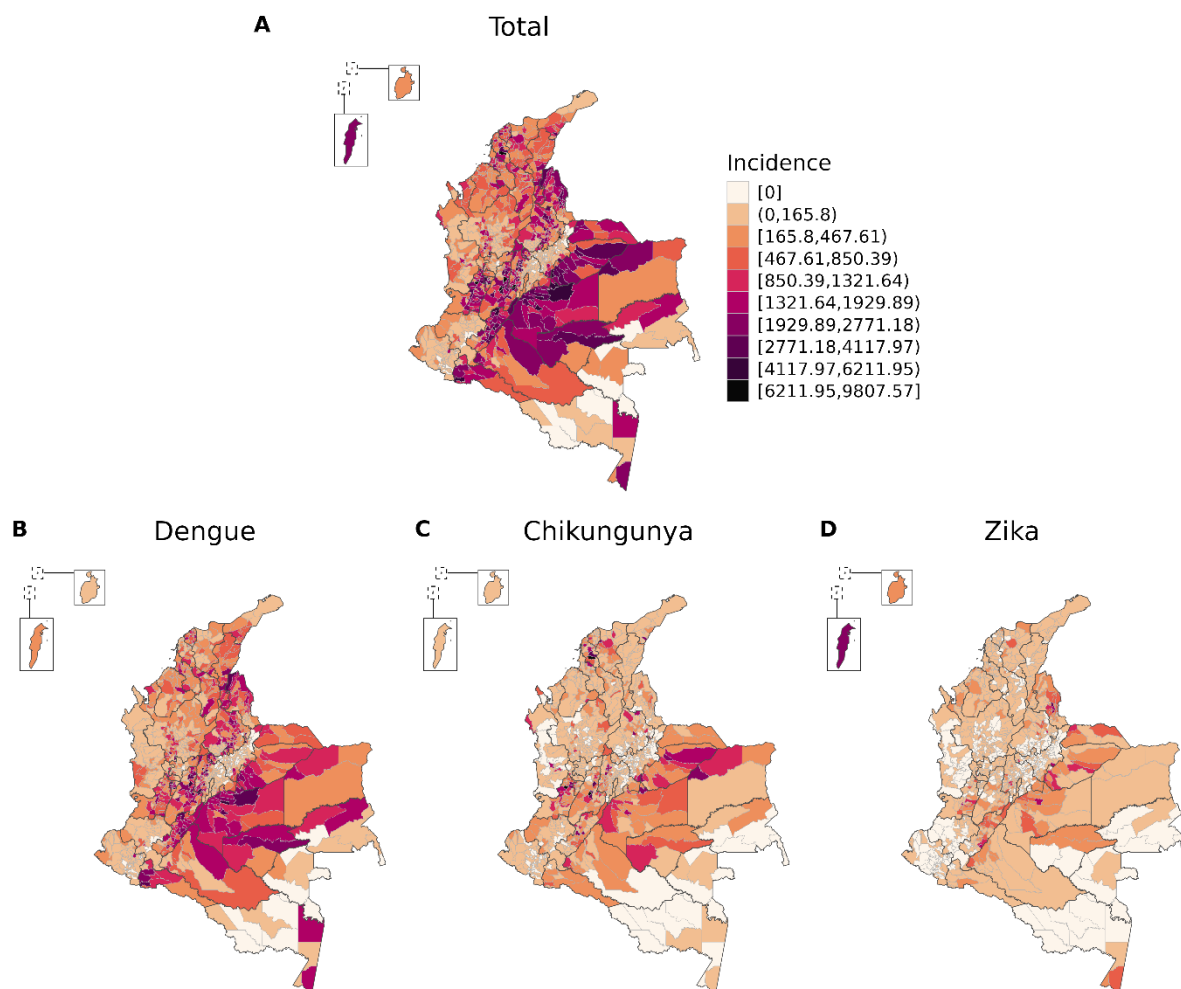 A
Total
Incidence
[0]
(0,165.8)
[165.8,467.61)
[467.61,850.39)
[850.39,1321.64)
[1321.64,1929.89)
[1929.89,2771.18)
[2771.18,4117.97)
[4117.97,6211.95)
[6211.95,9807.57]
B
Dengue
C
Chikungunya
D
Zika